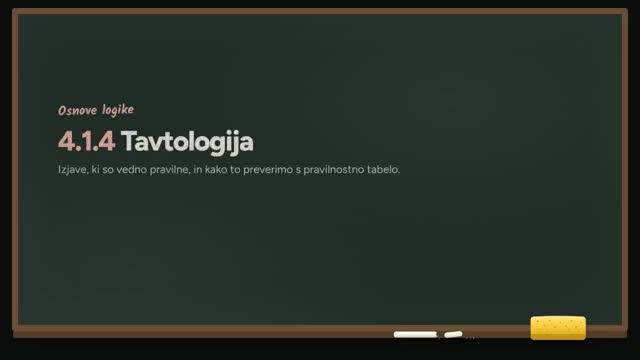 Osnove logike
4.1.4 Tavtologija
Izjave, ki so vedno pravilne, in kako to preverimo s pravilnostno tabelo.